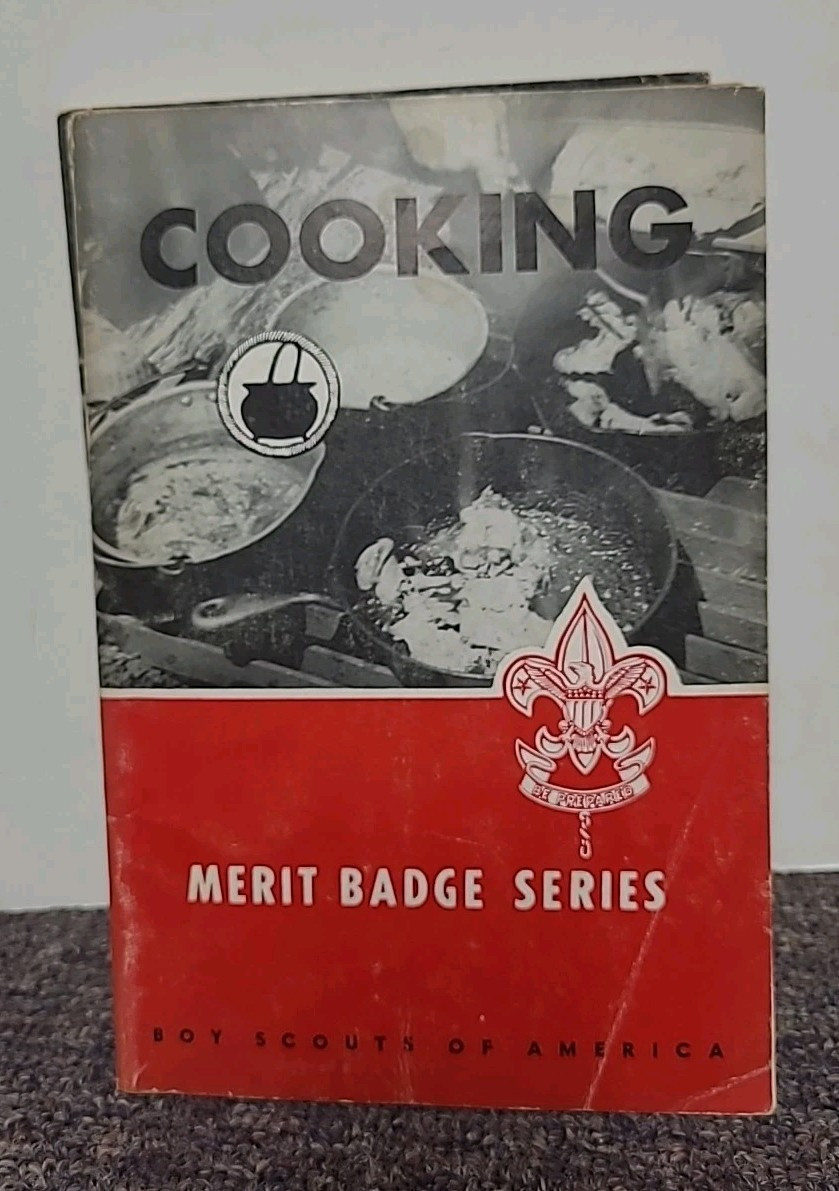 COOKING
BE PREPARED
MERIT BADGE SERIES
BOY SCOUTS OF AMERICA